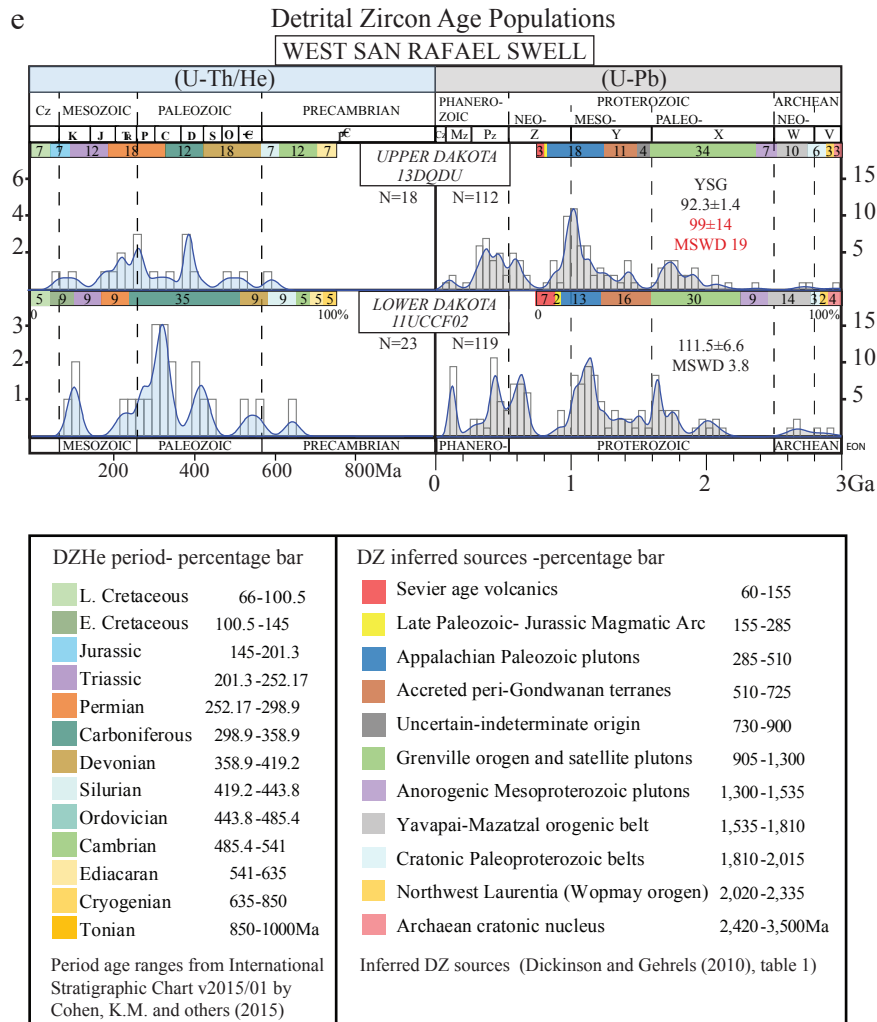 e
Detrital Zircon Age Populations
WEST SAN RAFAEL SWELL
(U-Th/He) (U-Pb)
Cz MESOZOIC PALEOZOIC PRECAMBRIAN
PHANERO-ZOIC PROTEROZOIC ARCHEAN
NEO- MESO- PALEO- NEO-
K J TR P C D S O Є pЄ
Cz Mz Pz Z Y X W V
7 7 12 18 12 18 7 12 7
UPPER DAKOTA
13DQDU
3 18 11 4 34 7 10 6 3 3
N=18 N=112
6
4
2
15
10
5
YSG
92.3±1.4
99±14
MSWD 19
5 9 9 9 35 9 9 5 5 5
0 100%
LOWER DAKOTA
11UCCF02
7 2 13 16 30 9 14 3 2 4
0 100%
N=23 N=119
3
2
1
15
10
5
111.5±6.6
MSWD 3.8
MESOZOIC PALEOZOIC PRECAMBRIAN PHANERO- PROTEROZOIC ARCHEAN EON
200 400 600 800Ma 0 1 2 3Ga
DZHe period- percentage bar
L. Cretaceous 66-100.5
E. Cretaceous 100.5-145
Jurassic 145-201.3
Triassic 201.3-252.17
Permian 252.17-298.9
Carboniferous 298.9-358.9
Devonian 358.9-419.2
Silurian 419.2-443.8
Ordovician 443.8-485.4
Cambrian 485.4-541
Ediacaran 541-635
Cryogenian 635-850
Tonian 850-1000Ma
Period age ranges from International
Stratigraphic Chart v2015/01 by
Cohen, K.M. and others (2015)
DZ inferred sources -percentage bar
Sevier age volcanics 60-155
Late Paleozoic- Jurassic Magmatic Arc 155-285
Appalachian Paleozoic plutons 285-510
Accreted peri-Gondwanan terranes 510-725
Uncertain-indeterminate origin 730-900
Grenville orogen and satellite plutons 905-1,300
Anorogenic Mesoproterozoic plutons 1,300-1,535
Yavapai-Mazatzal orogenic belt 1,535-1,810
Cratonic Paleoproterozoic belts 1,810-2,015
Northwest Laurentia (Wopmay orogen) 2,020-2,335
Archaean cratonic nucleus 2,420-3,500Ma
Inferred DZ sources (Dickinson and Gehrels (2010), table 1)